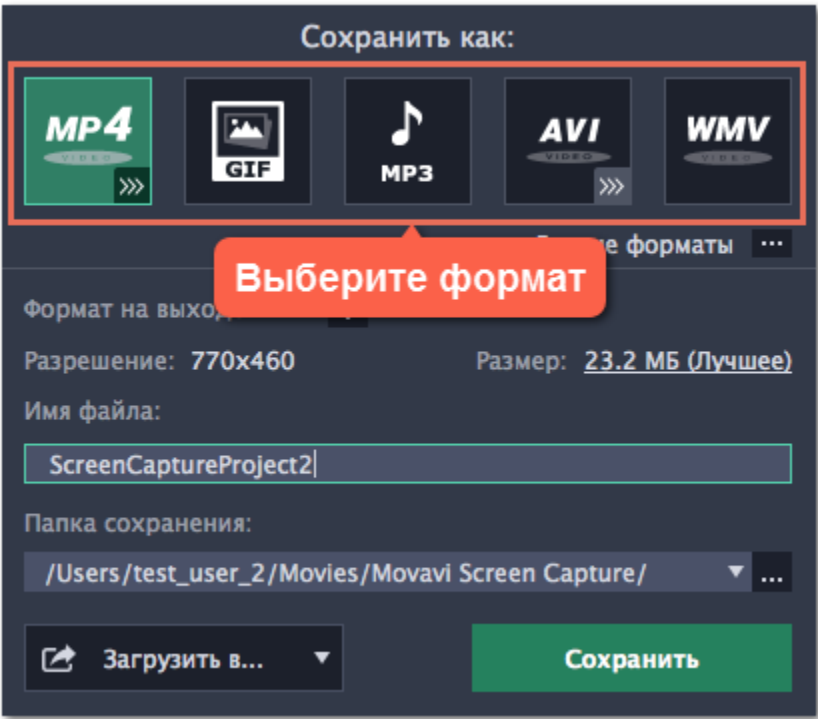 Сохранить как:
MP4 VIDEO
GIF
MP3
AVI VIDEO
WMV VIDEO
форматы ...
Выберите формат
Формат на
Разрешение: 770x460 Размер: 23.2 МБ (Лучшее)
Имя файла:
ScreenCaptureProject2
Папка сохранения:
/Users/test_user_2/Movies/Movavi Screen Capture/ ...
Загрузить в...
Сохранить